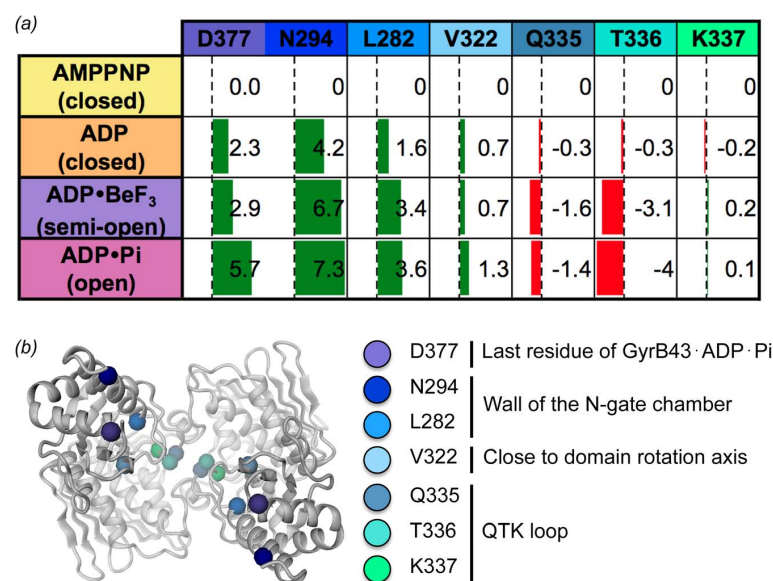 (a)
D377 N294 L282 V322 Q335 T336 K337
AMPPNP
(closed)
0.0 0 0 0 0 0 0
ADP
(closed)
2.3 4.2 1.6 0.7 -0.3 -0.3 -0.2
ADP•BeF₃
(semi-open)
2.9 6.7 3.4 0.7 -1.6 -3.1 0.2
ADP•Pi
(open)
5.7 7.3 3.6 1.3 -1.4 -4 0.1
(b)
D377 Last residue of GyrB43·ADP·Pi
N294
Wall of the N-gate chamber
L282
V322 Close to domain rotation axis
Q335
T336 QTK loop
K337